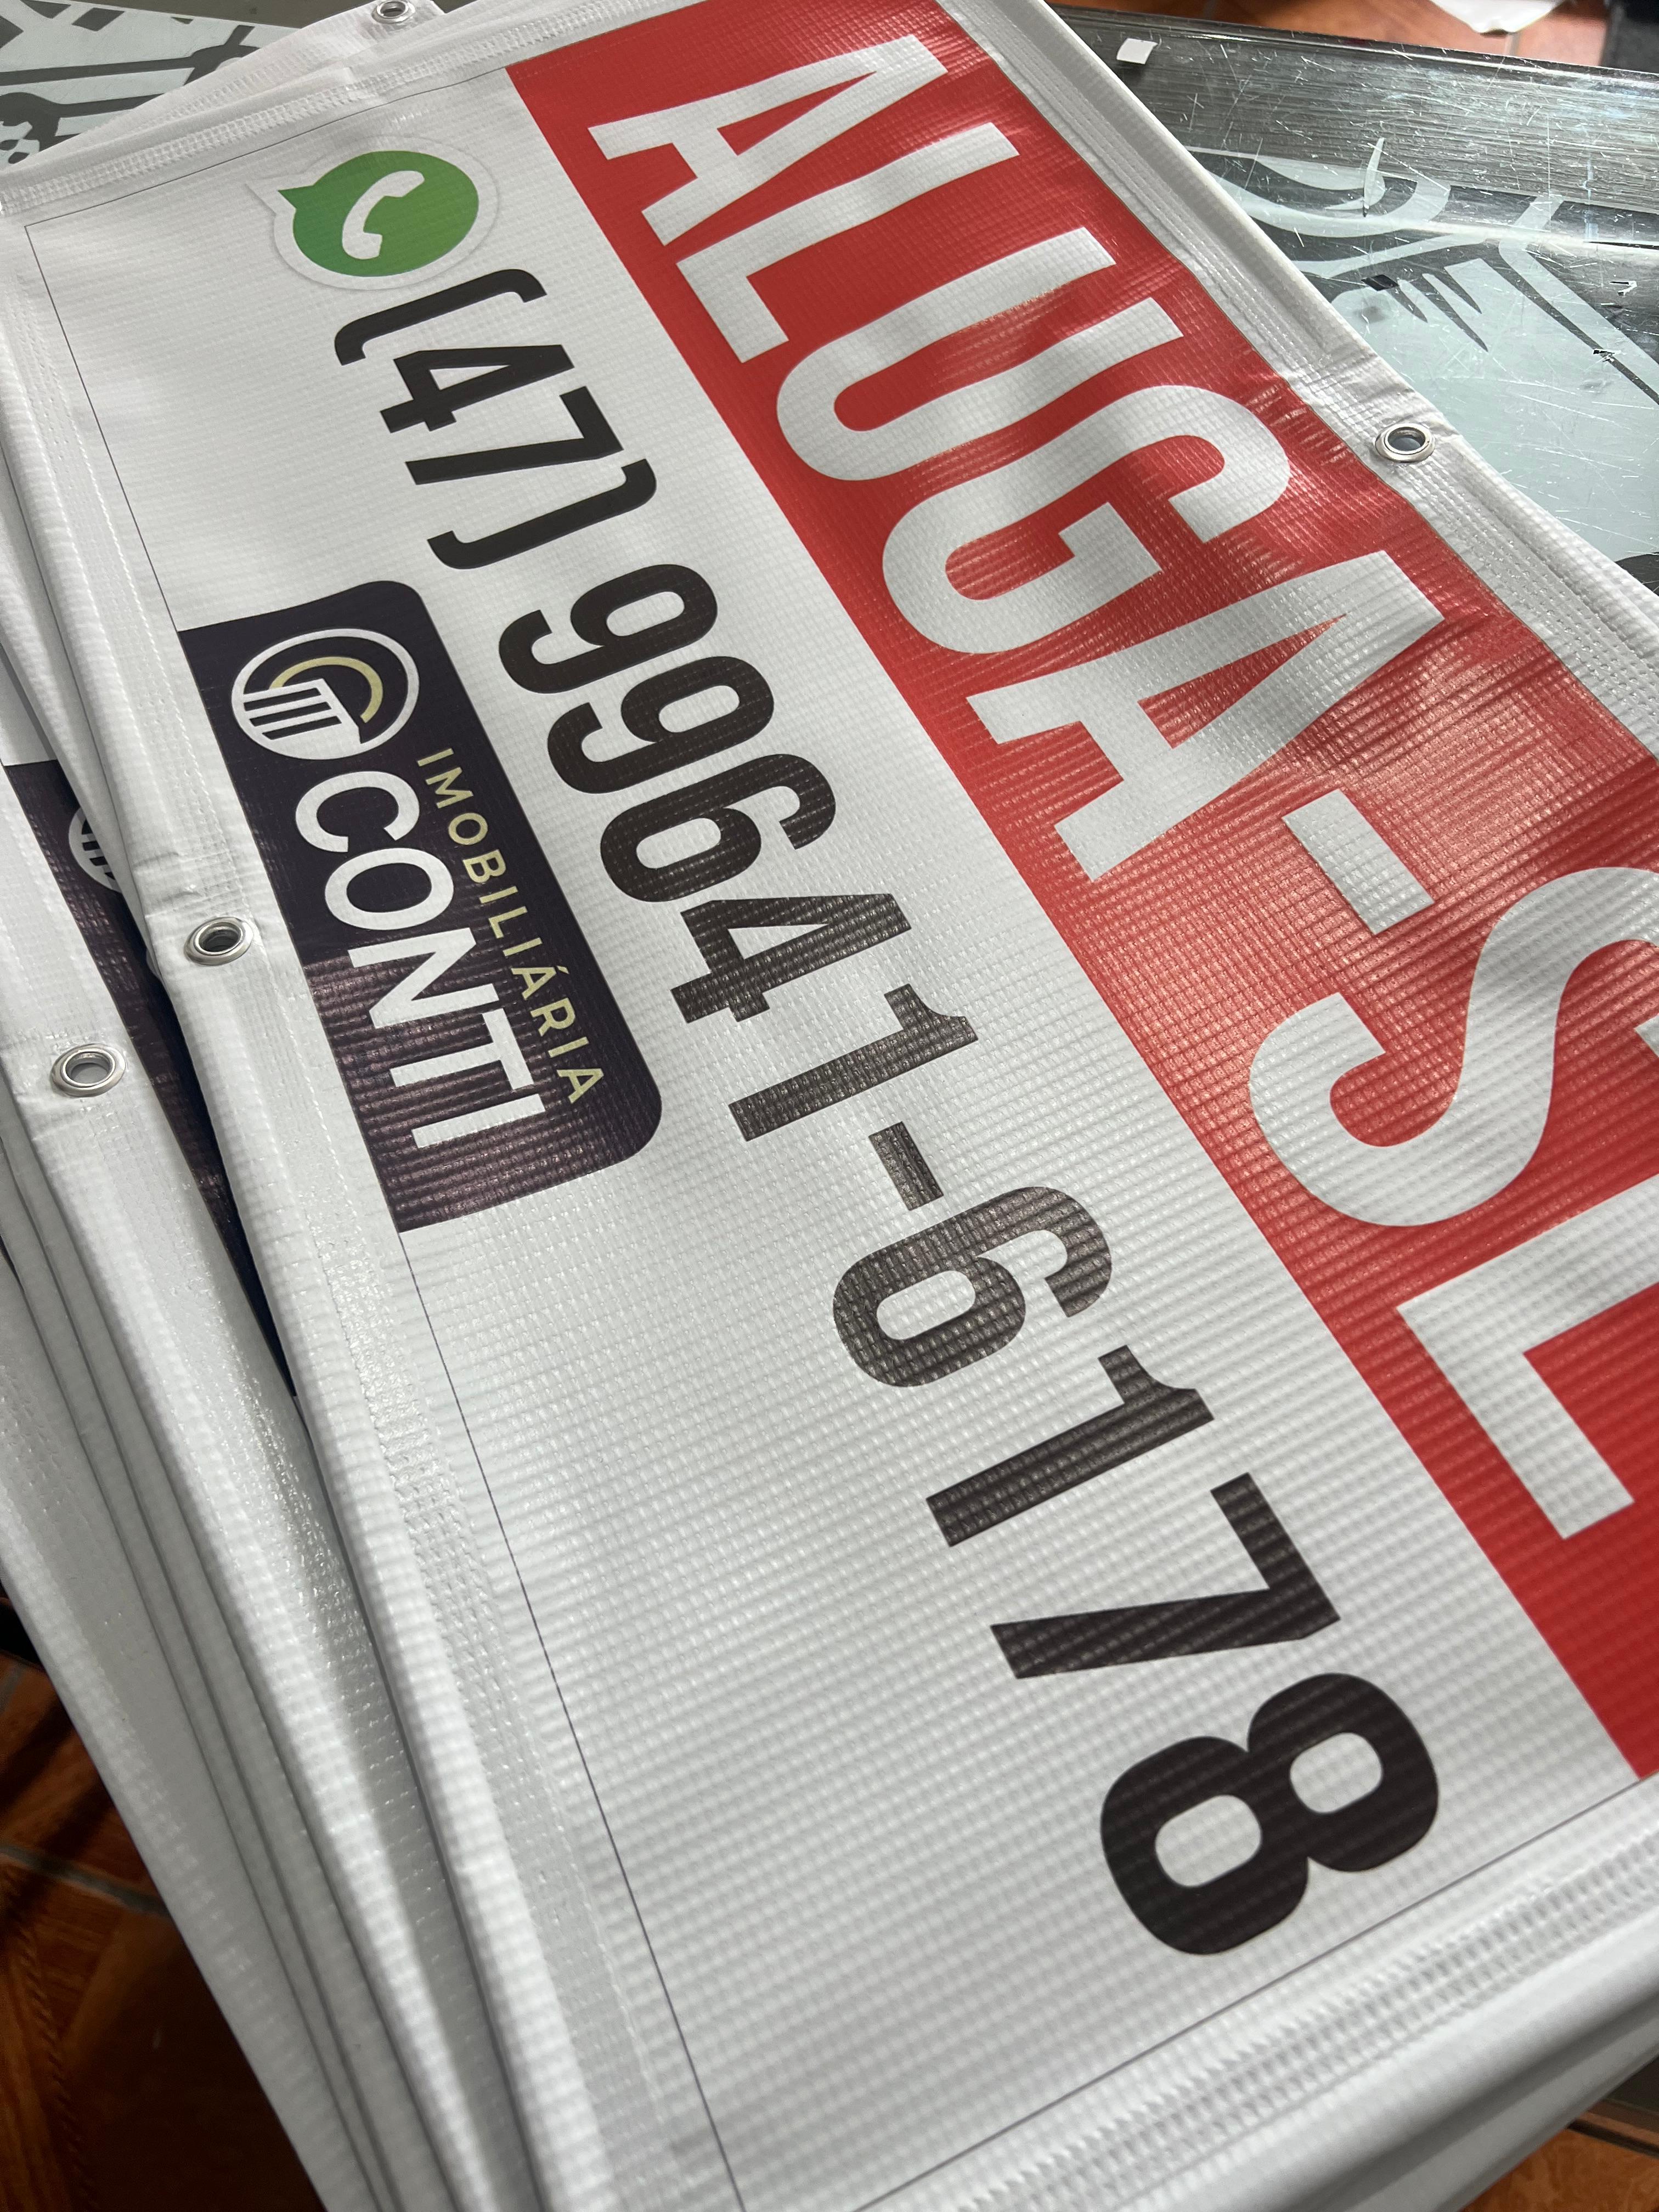 ALUGA-SE
(47) 99641-6178
IMOBILIÁRIA
CONTI